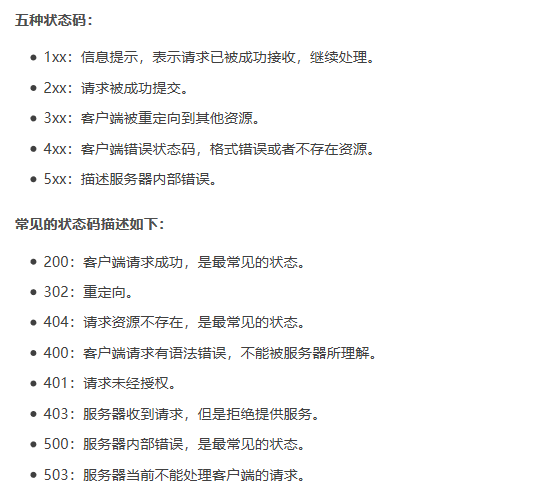 五种状态码：
1xx：信息提示，表示请求已被成功接收，继续处理。
2xx：请求被成功提交。
3xx：客户端被重定向到其他资源。
4xx：客户端错误状态码，格式错误或者不存在资源。
5xx：描述服务器内部错误。
常见的状态码描述如下：
200：客户端请求成功，是最常见的状态。
302：重定向。
404：请求资源不存在，是最常见的状态。
400：客户端请求有语法错误，不能被服务器所理解。
401：请求未经授权。
403：服务器收到请求，但是拒绝提供服务。
500：服务器内部错误，是最常见的状态。
503：服务器当前不能处理客户端的请求。